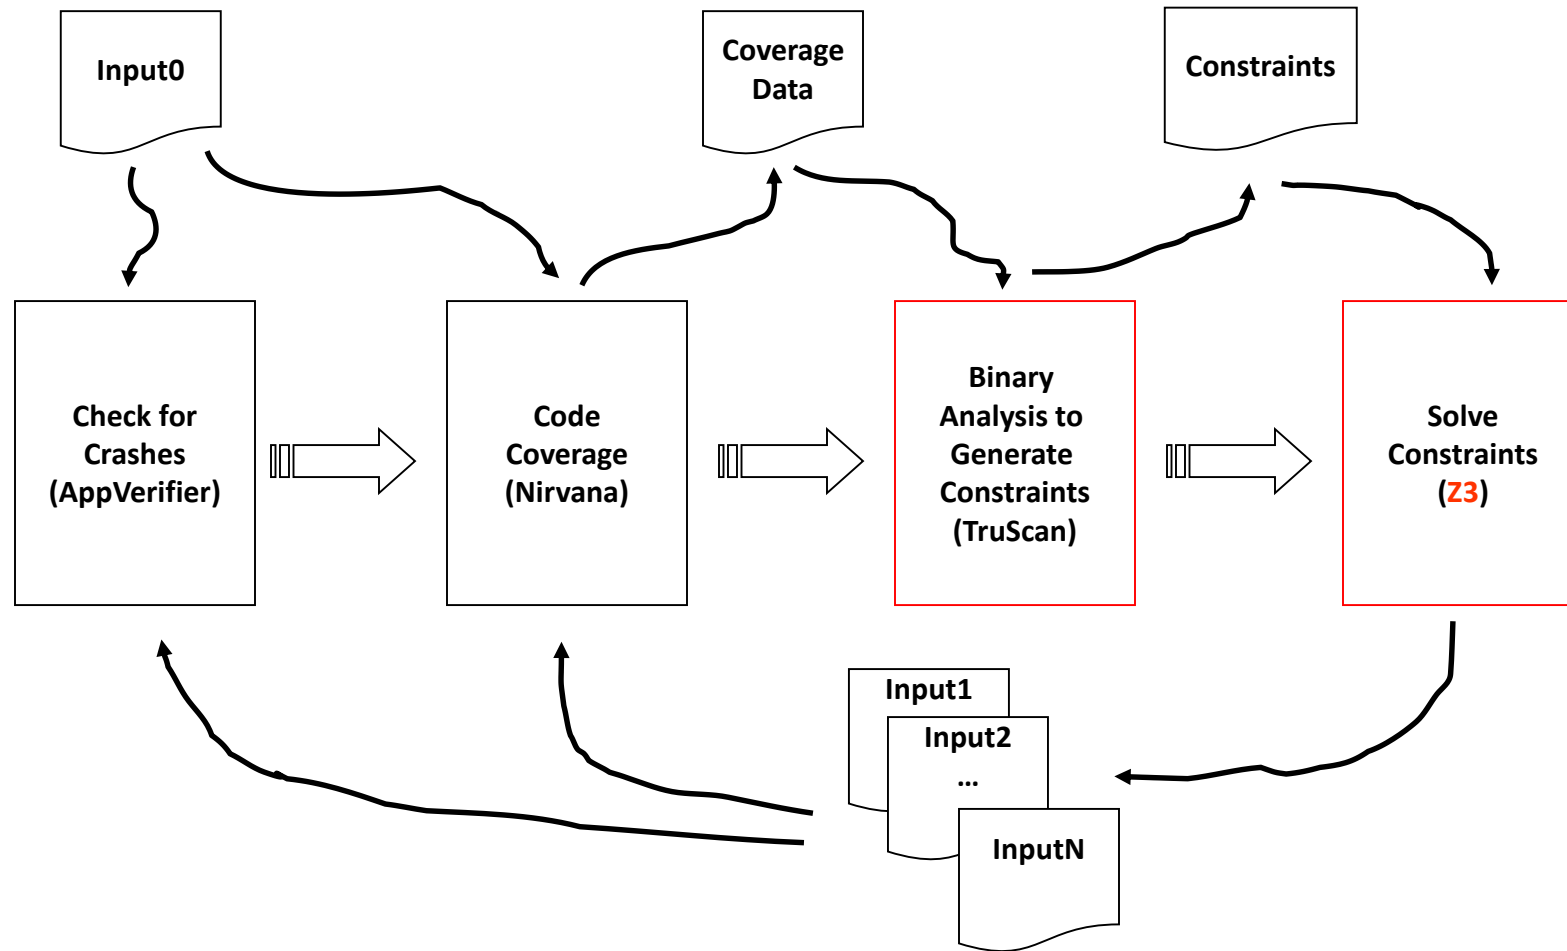 Input0
Coverage
Data
Constraints
Check for
Crashes
(AppVerifier)
Code
Coverage
(Nirvana)
Binary
Analysis to
Generate
Constraints
(TruScan)
Solve
Constraints
(Z3)
Input1
Input2
…
InputN